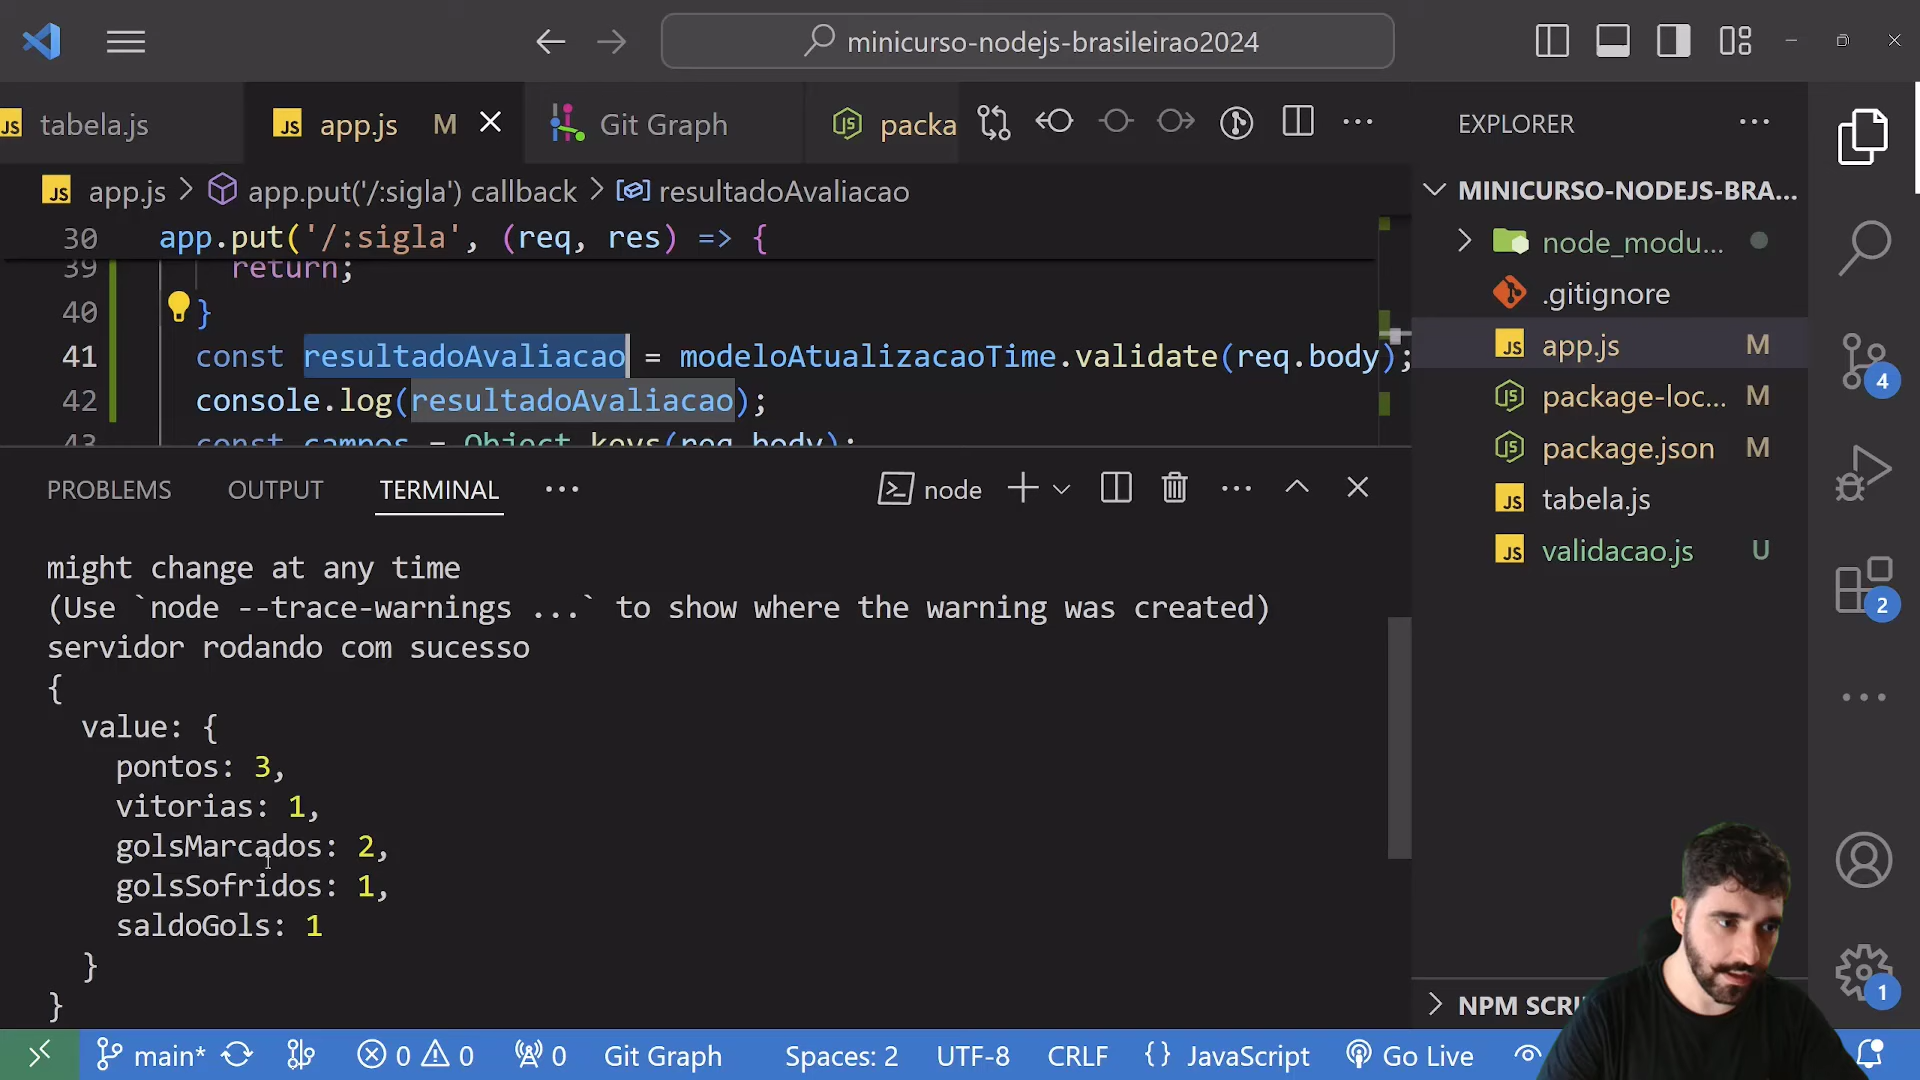 minicurso-nodejs-brasileirao2024
JS tabela.js
JS app.js M
Git Graph
JS packa
JS app.js > app.put('/:sigla') callback > resultadoAvaliacao
30 app.put('/:sigla', (req, res) => {
39 return;
40 }
41 const resultadoAvaliacao = modeloAtualizacaoTime.validate(req.body);
42 console.log(resultadoAvaliacao);
43 const campos = Object.keys(req.body);
PROBLEMS OUTPUT TERMINAL
node
might change at any time
(Use `node --trace-warnings ...` to show where the warning was created)
servidor rodando com sucesso
{
value: {
pontos: 3,
vitorias: 1,
golsMarcados: 2,
golsSofridos: 1,
saldoGols: 1
}
}
EXPLORER
MINICURSO-NODEJS-BRA...
node_modu...
.gitignore
JS app.js M
JS package-loc... M
JS package.json M
JS tabela.js
JS validacao.js U
NPM SCRI
4
2
1
main* 0 0 0 Git Graph Spaces: 2 UTF-8 CRLF {} JavaScript Go Live